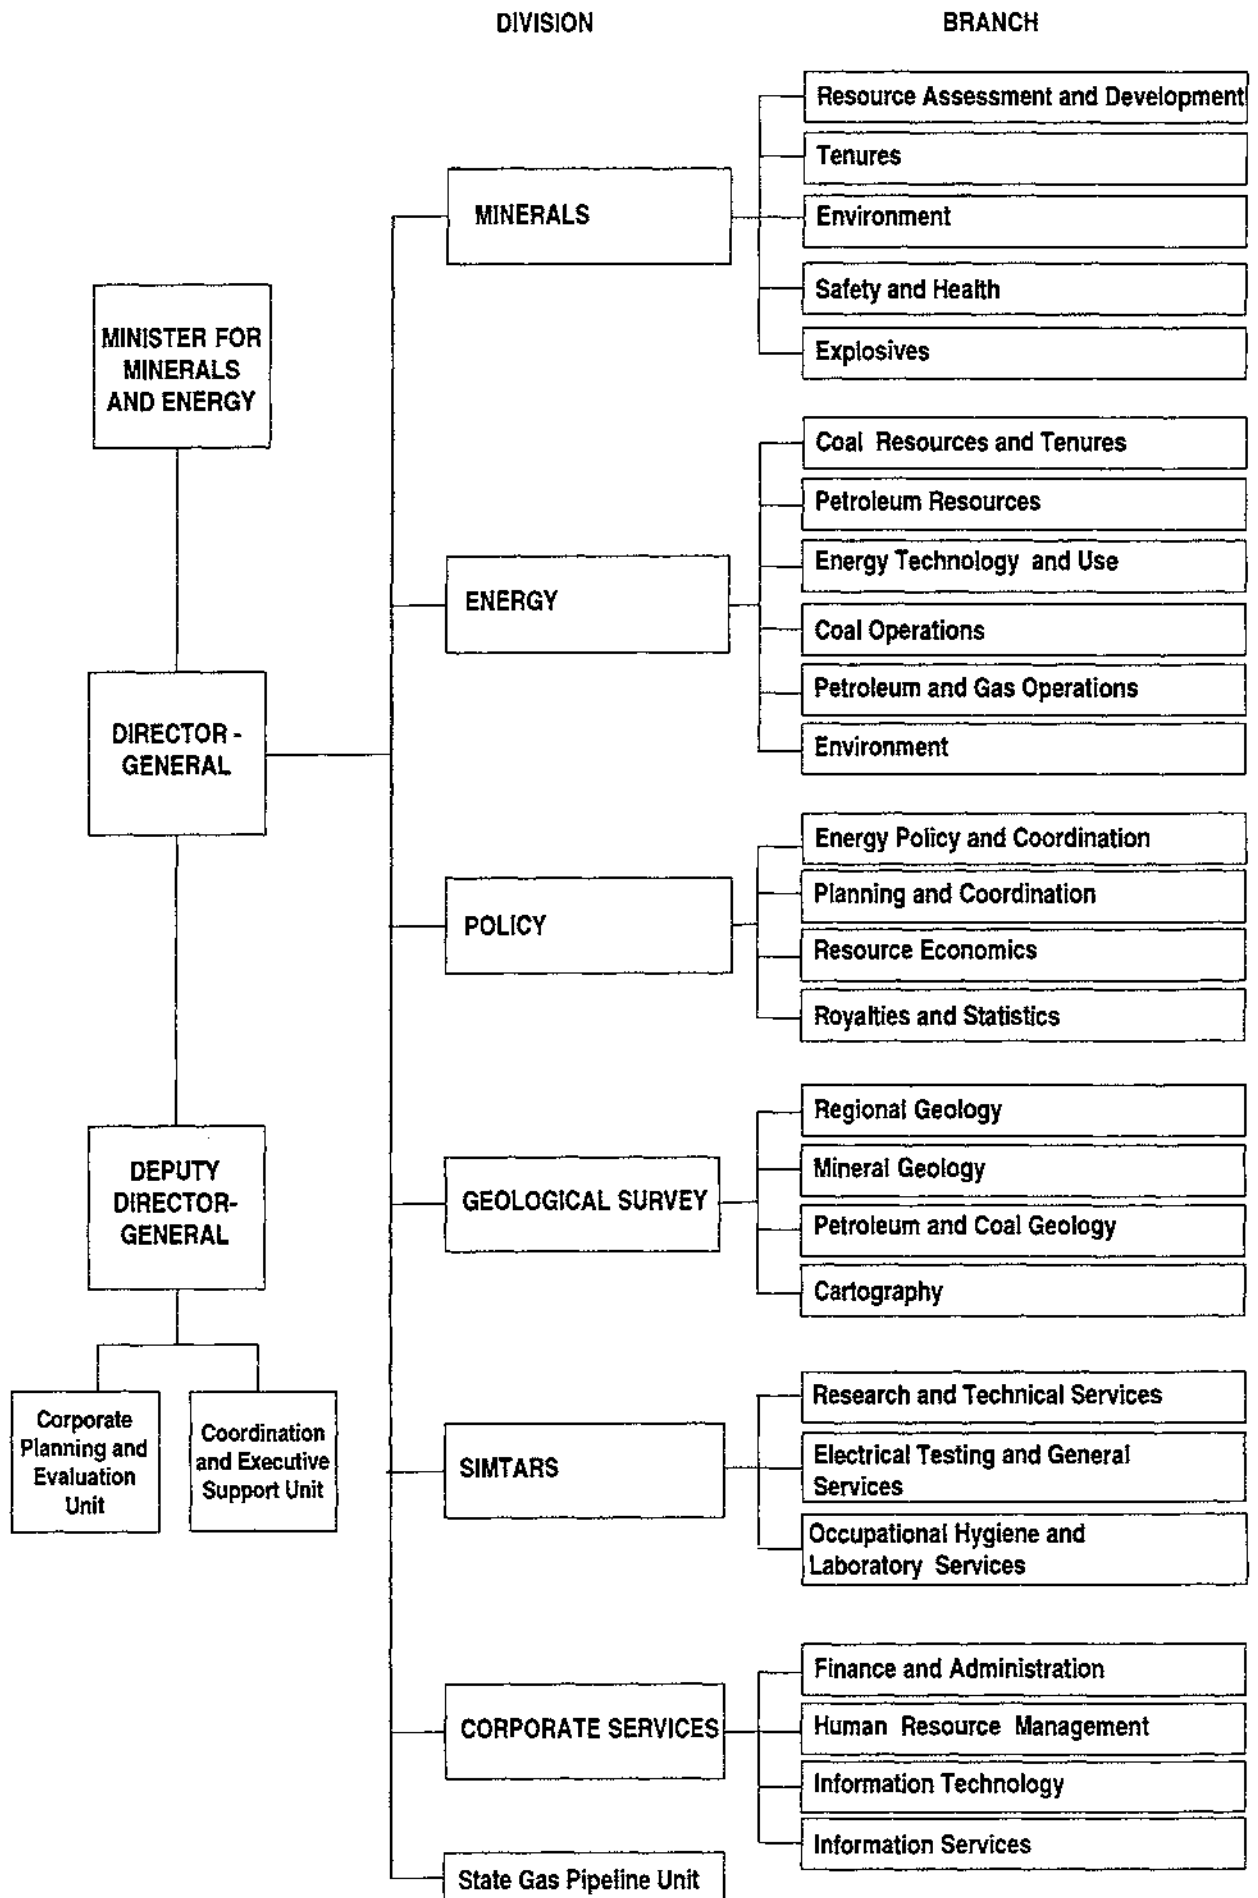 DIVISION
BRANCH
MINISTER FOR
MINERALS
AND ENERGY
DIRECTOR -
GENERAL
DEPUTY
DIRECTOR-
GENERAL
Corporate
Planning and
Evaluation
Unit
Coordination
and Executive
Support Unit
MINERALS
Resource Assessment and Development
Tenures
Environment
Safety and Health
Explosives
ENERGY
Coal Resources and Tenures
Petroleum Resources
Energy Technology and Use
Coal Operations
Petroleum and Gas Operations
Environment
POLICY
Energy Policy and Coordination
Planning and Coordination
Resource Economics
Royalties and Statistics
GEOLOGICAL SURVEY
Regional Geology
Mineral Geology
Petroleum and Coal Geology
Cartography
SIMTARS
Research and Technical Services
Electrical Testing and General
Services
Occupational Hygiene and
Laboratory Services
CORPORATE SERVICES
Finance and Administration
Human Resource Management
Information Technology
Information Services
State Gas Pipeline Unit